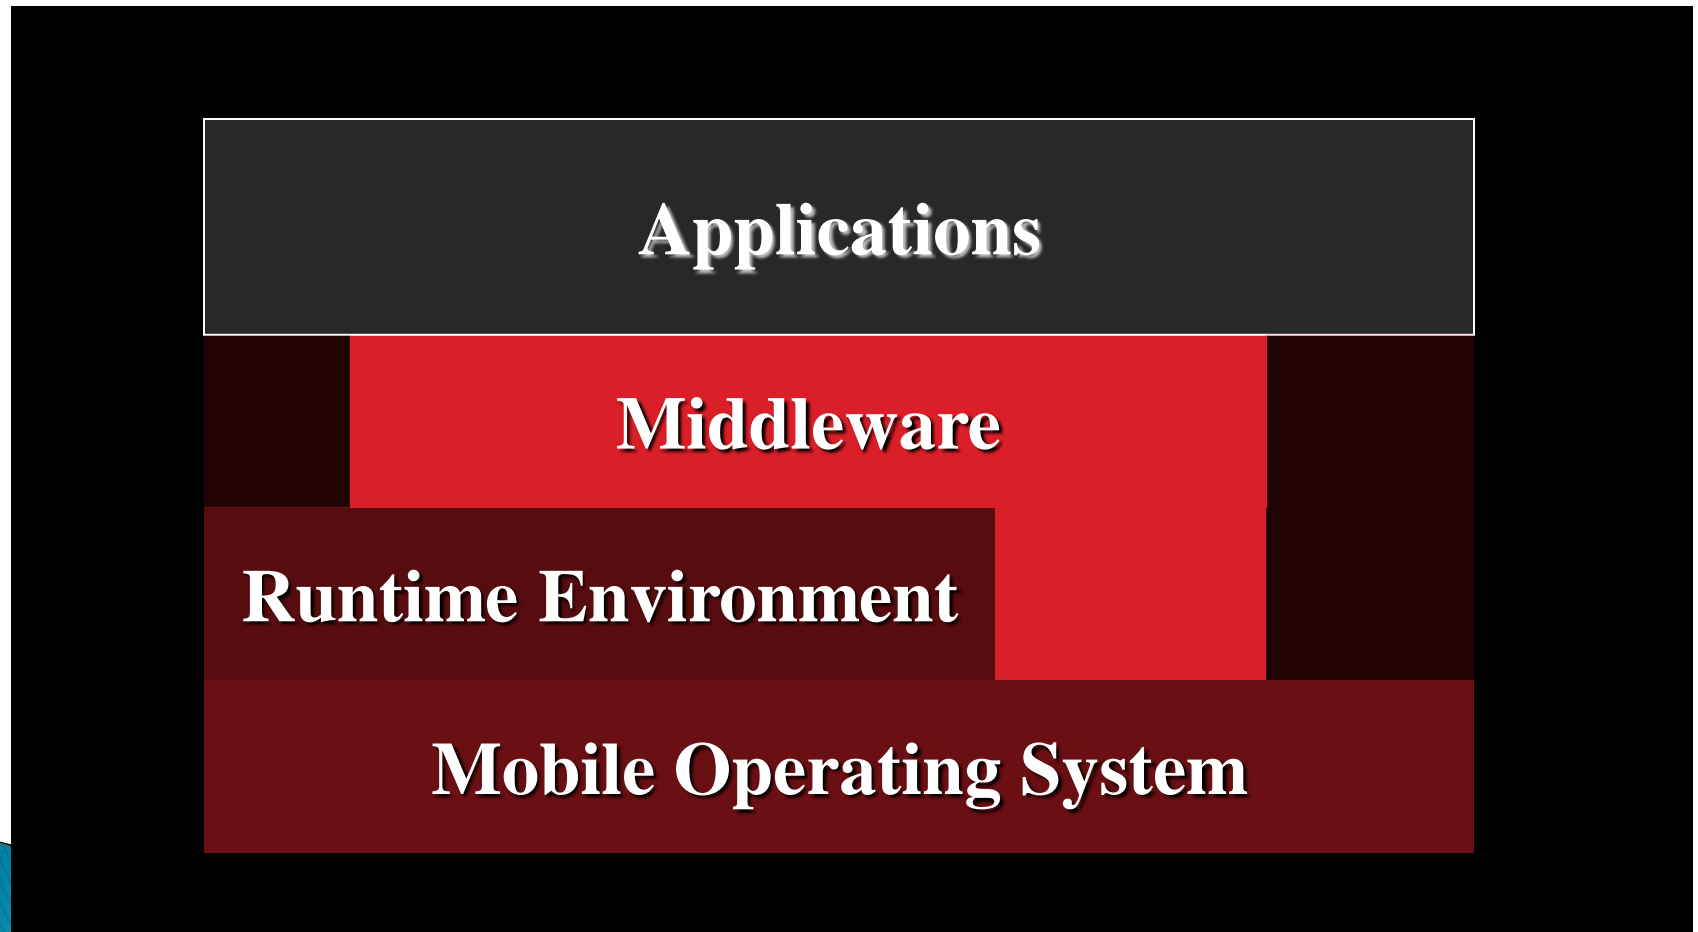 Applications
Middleware
Runtime Environment
Mobile Operating System